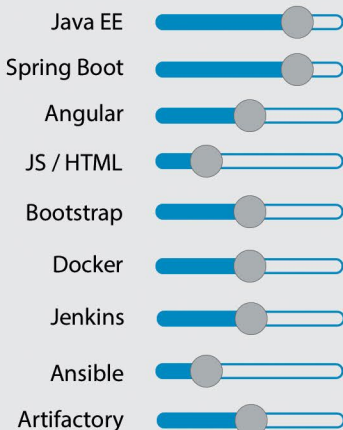 Java EE
Spring Boot
Angular
JS / HTML
Bootstrap
Docker
Jenkins
Ansible
Artifactory